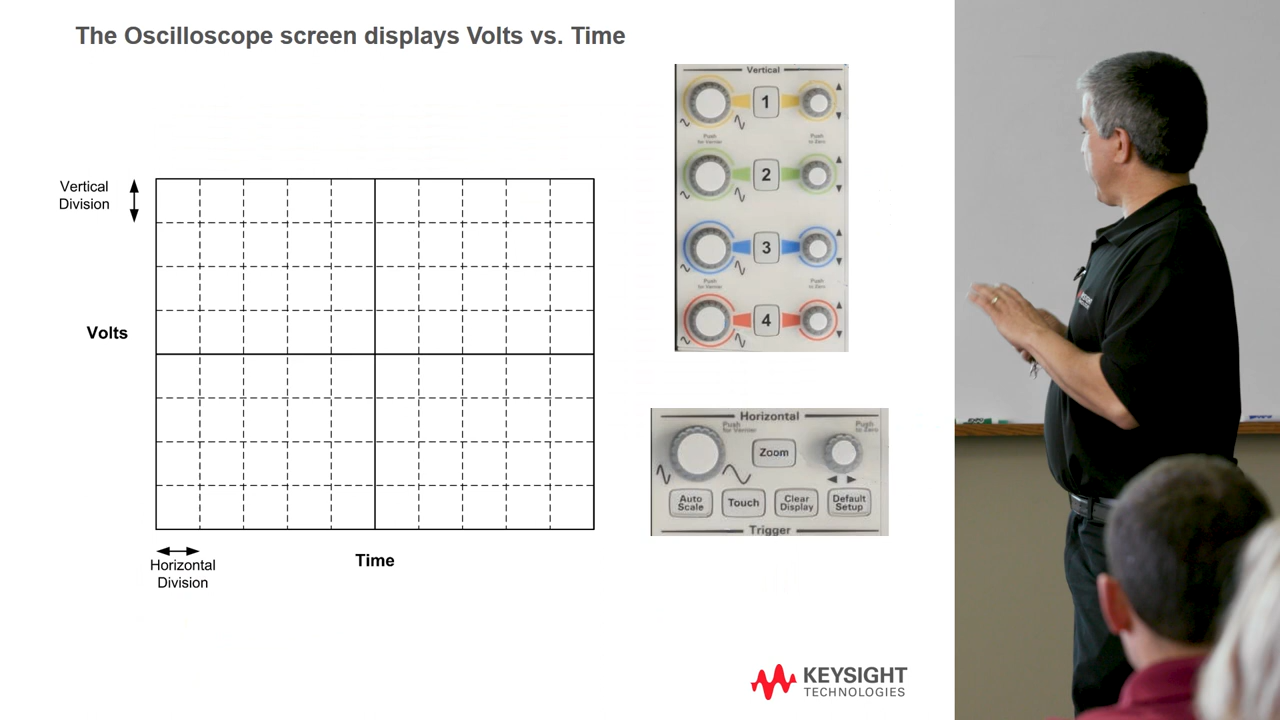 The Oscilloscope screen displays Volts vs. Time
Vertical
Division
Volts
Horizontal
Division
Time
Vertical
1
Push
for Vernier
Push
to Zero
2
3
Push
for Vernier
Push
to Zero
4
Horizontal
Push
for Vernier
Zoom
Push
to Zero
Auto
Scale
Touch
Clear
Display
Default
Setup
Trigger
KEYSIGHT
TECHNOLOGIES
KEYSIGHT